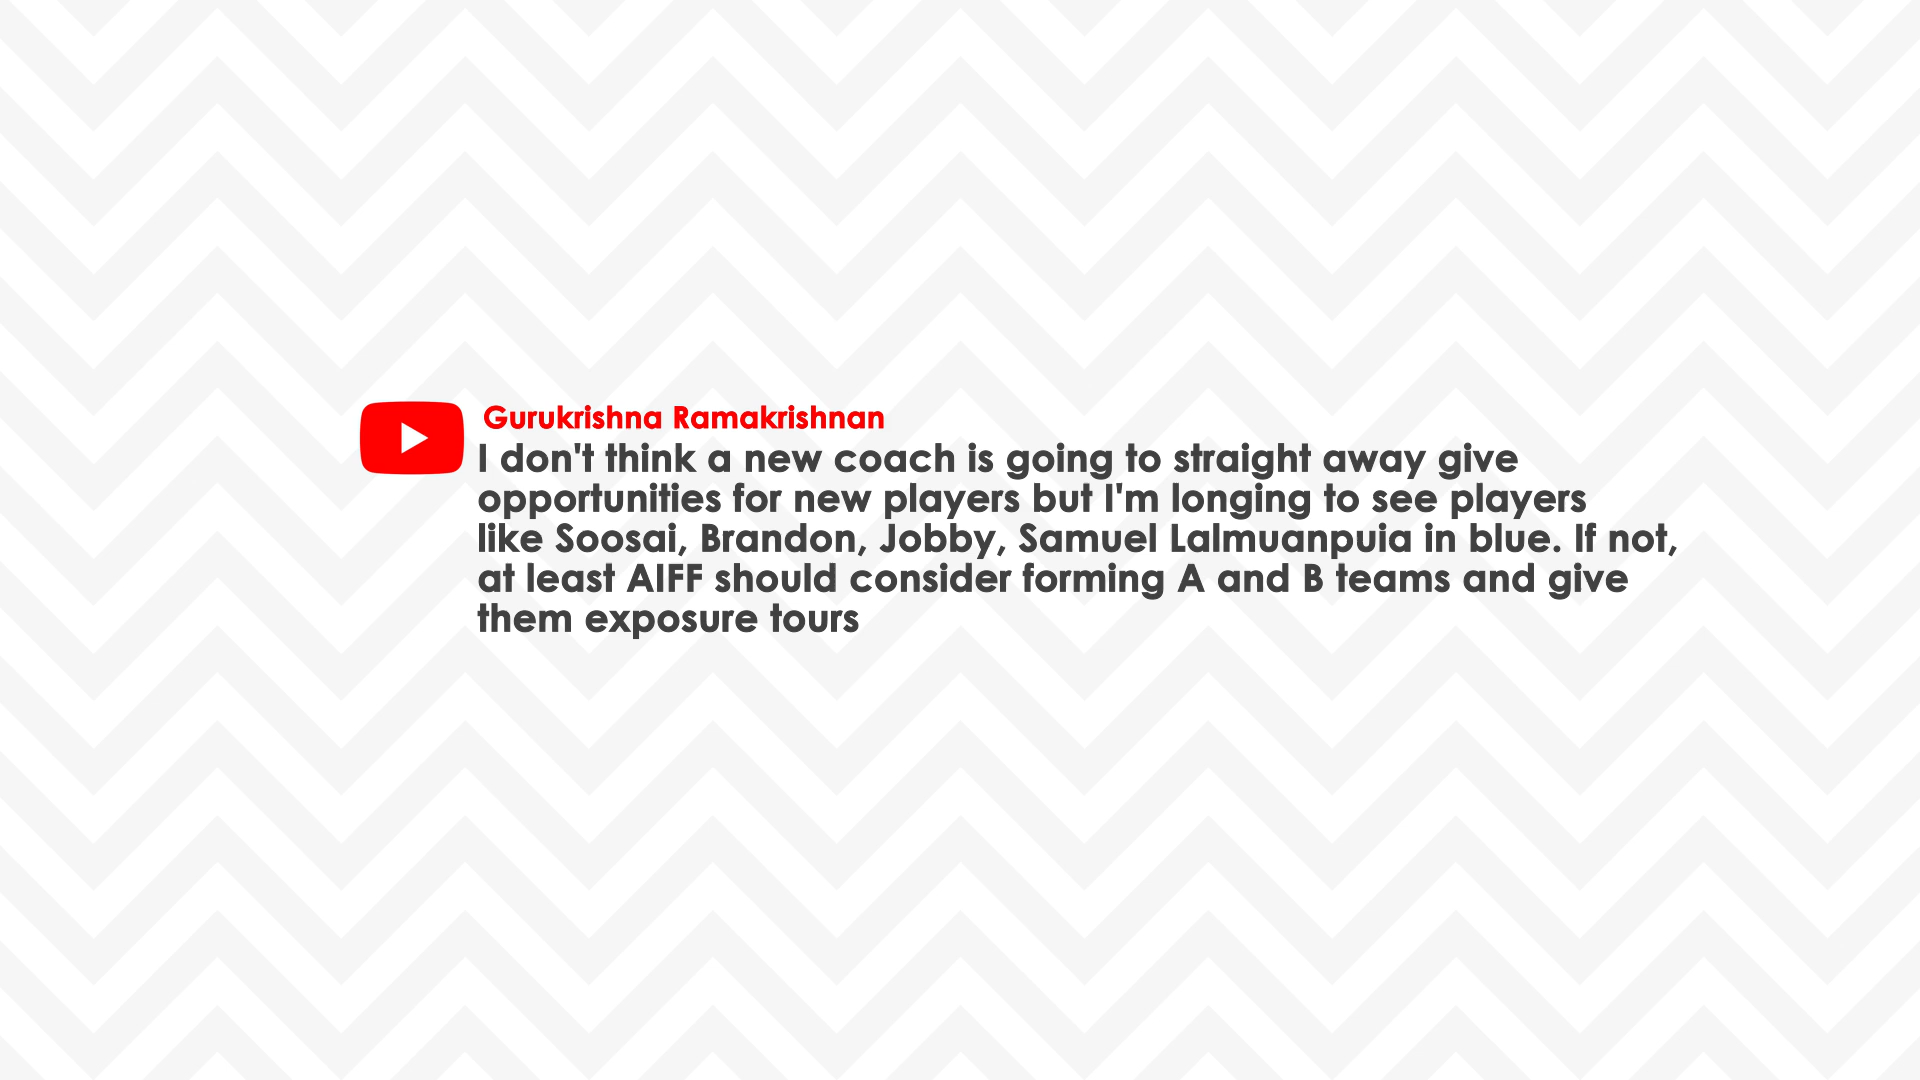 Gurukrishna Ramakrishnan
I don't think a new coach is going to straight away give
opportunities for new players but I'm longing to see players
like Soosai, Brandon, Jobby, Samuel Lalmuanpuia in blue. If not,
at least AIFF should consider forming A and B teams and give
them exposure tours